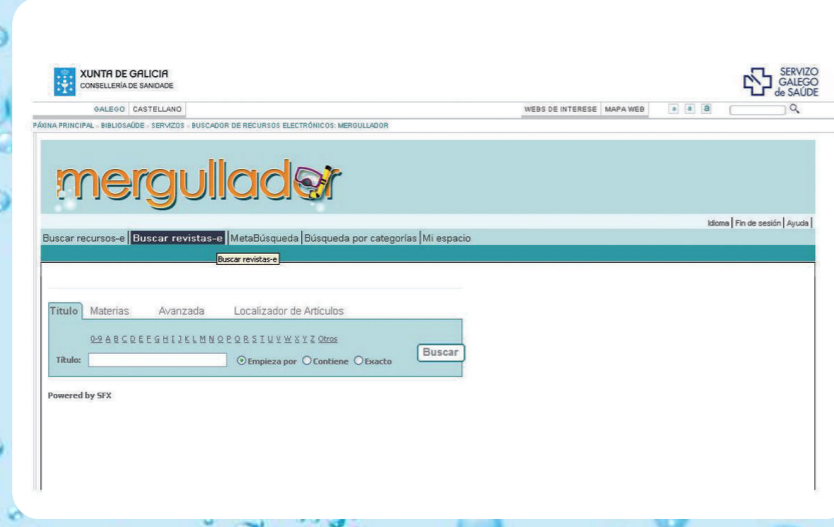 XUNTA DE GALICIA
CONSELLERÍA DE SANIDADE
SERVIZO
GALEGO
de SAÚDE
GALEGO CASTELLANO WEBS DE INTERESE MAPA WEB a a a
PÁXINA PRINCIPAL - BIBLIOSAÚDE - SERVIZOS - BUSCADOR DE RECURSOS ELECTRÓNICOS: MERGULLADOR
mergullador
Idioma | Fin de sesión | Ayuda |
Buscar recursos-e | Buscar revistas-e | MetaBúsqueda | Búsqueda por categorías | Mi espacio
Buscar revistas-e
Título Materias Avanzada Localizador de Artículos
0-9 A B C D E F G H I J K L M N O P Q R S T U V W X Y Z Otros
Título: Empieza por Contiene Exacto Buscar
Powered by SFX